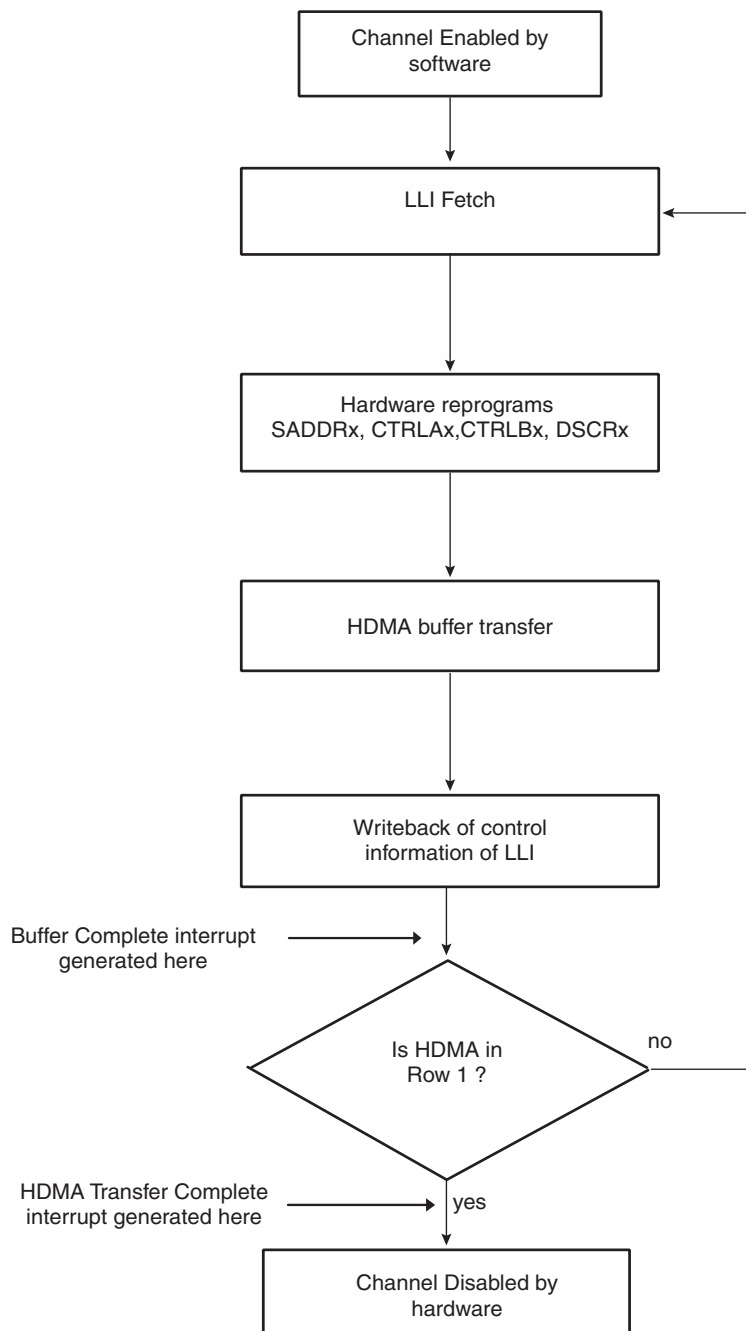 Channel Enabled by
software
LLI Fetch
Hardware reprograms
SADDRx, CTRLAx,CTRLBx, DSCRx
HDMA buffer transfer
Writeback of control
information of LLI
Buffer Complete interrupt
generated here
Is HDMA in
Row 1 ?
no
HDMA Transfer Complete
interrupt generated here
yes
Channel Disabled by
hardware